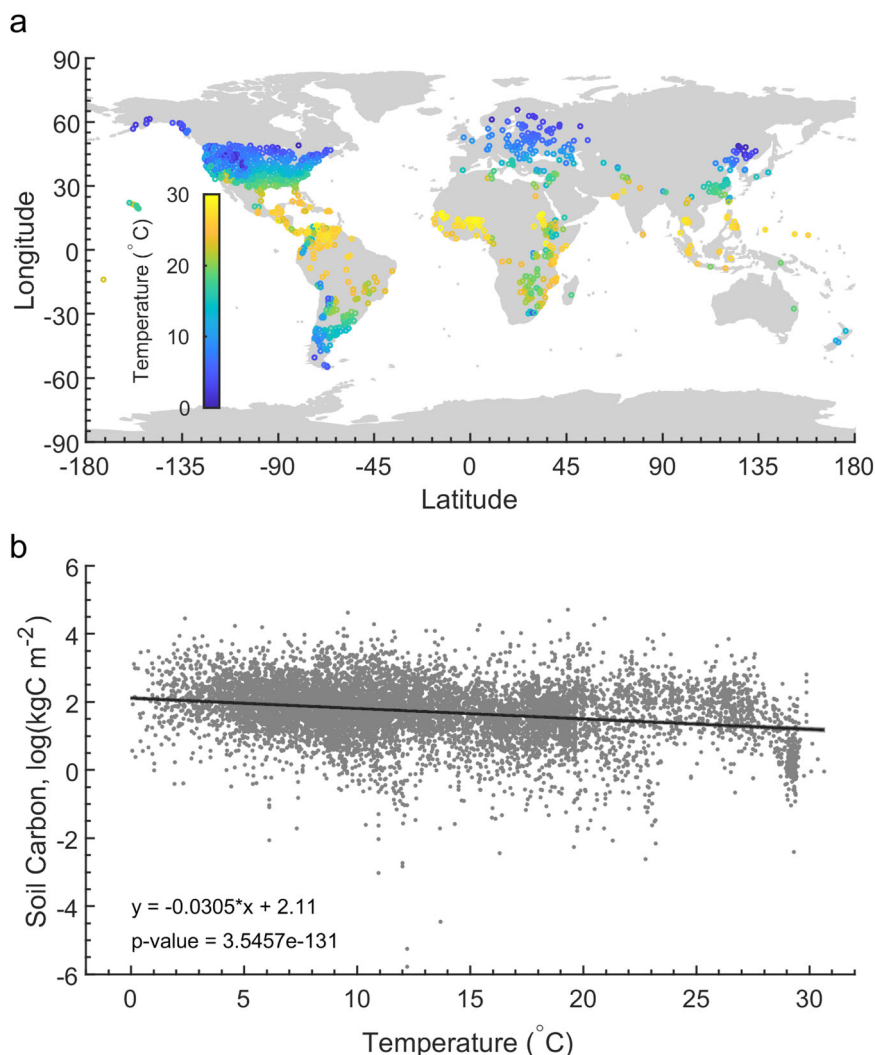 a
90
60
30
0
-30
-60
-90
Longitude
30
20
10
0
Temperature (°C)
-180 -135 -90 -45 0 45 90 135 180
Latitude
b
6
4
2
0
-2
-4
-6
Soil Carbon, log(kgC m-2)
y = -0.0305*x + 2.11
p-value = 3.5457e-131
0 5 10 15 20 25 30
Temperature (°C)